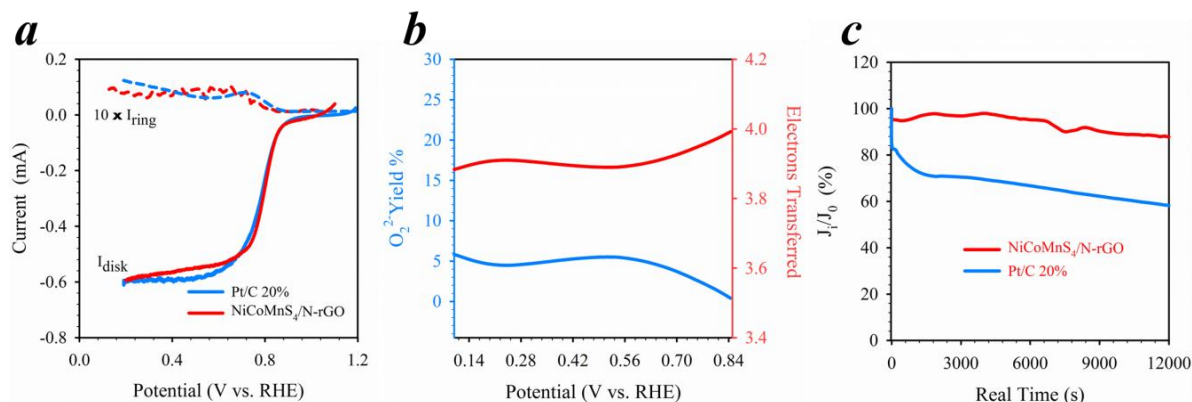 a
0.2
0.0
-0.2
-0.4
-0.6
-0.8
Current (mA)
10 × I_ring
I_disk
Pt/C 20%
NiCoMnS₄/N-rGO
0.0
0.4
0.8
1.2
Potential (V vs. RHE)
b
30
25
20
15
10
5
0
O₂²⁻Yield %
4.2
4.0
3.8
3.6
3.4
Electrons Transferred
0.14
0.28
0.42
0.56
0.70
0.84
Potential (V vs. RHE)
c
120
100
80
60
40
20
0
Jᵢ/J₀ (%)
NiCoMnS₄/N-rGO
Pt/C 20%
0
3000
6000
9000
12000
Real Time (s)